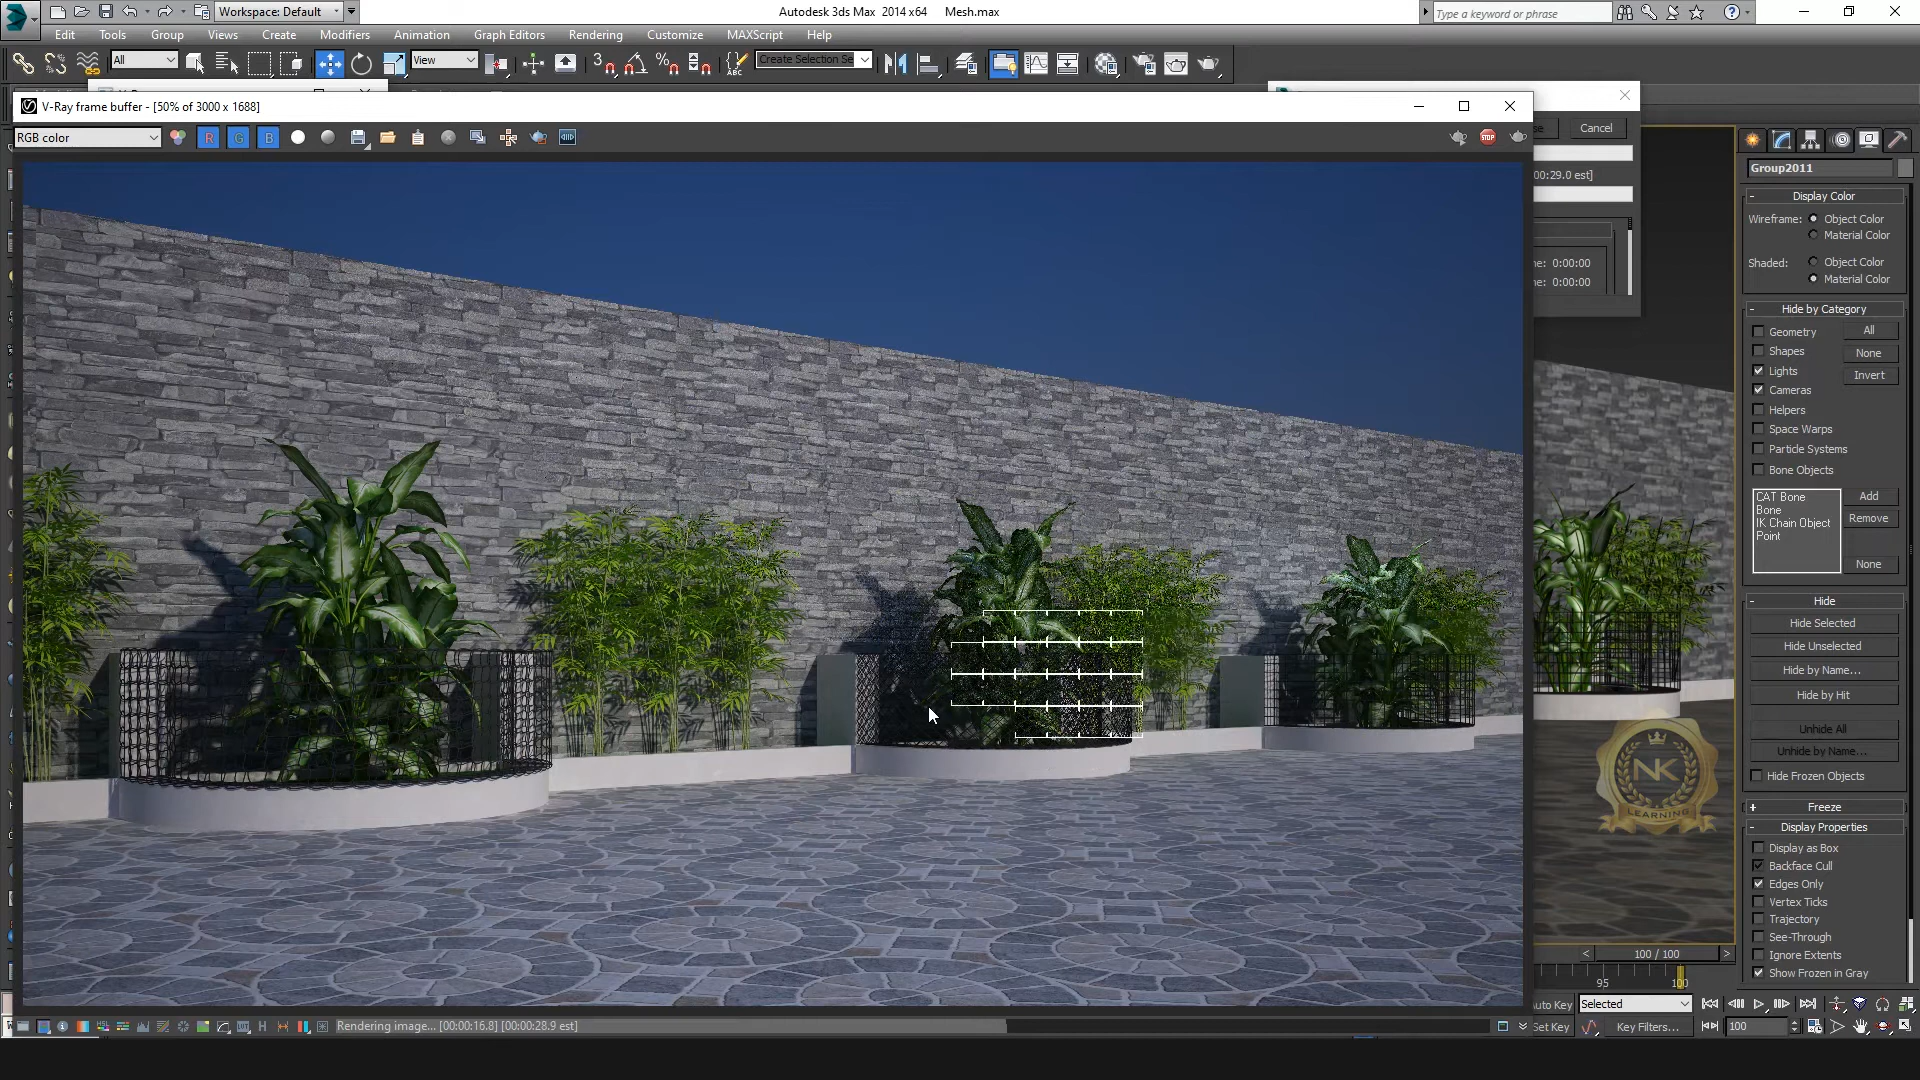 Workspace: Default
Autodesk 3ds Max 2014 x64 Mesh.max
Type a keyword or phrase
Edit Tools Group Views Create Modifiers Animation Graph Editors Rendering Customize MAXScript Help
All
View
Create Selection Se
V-Ray frame buffer - [50% of 3000 x 1688]
RGB color
R G B
STOP
Cancel
00:29.0 est]
me: 0:00:00
me: 0:00:00
Group2011
Display Color
Wireframe: Object Color
Material Color
Shaded: Object Color
Material Color
Hide by Category
Geometry All
Shapes None
Lights Invert
Cameras
Helpers
Space Warps
Particle Systems
Bone Objects
CAT Bone Add
Bone
IK Chain Object Remove
Point
None
Hide
Hide Selected
Hide Unselected
Hide by Name...
Hide by Hit
Unhide All
Unhide by Name...
Hide Frozen Objects
NK
LEARNING
Freeze
Display Properties
Display as Box
Backface Cull
Edges Only
Vertex Ticks
Trajectory
See-Through
Ignore Extents
Show Frozen in Gray
< 100 / 100 >
95 100
Auto Key Selected
Set Key Key Filters... 100
Rendering image... [00:00:16.8] [00:00:28.9 est]